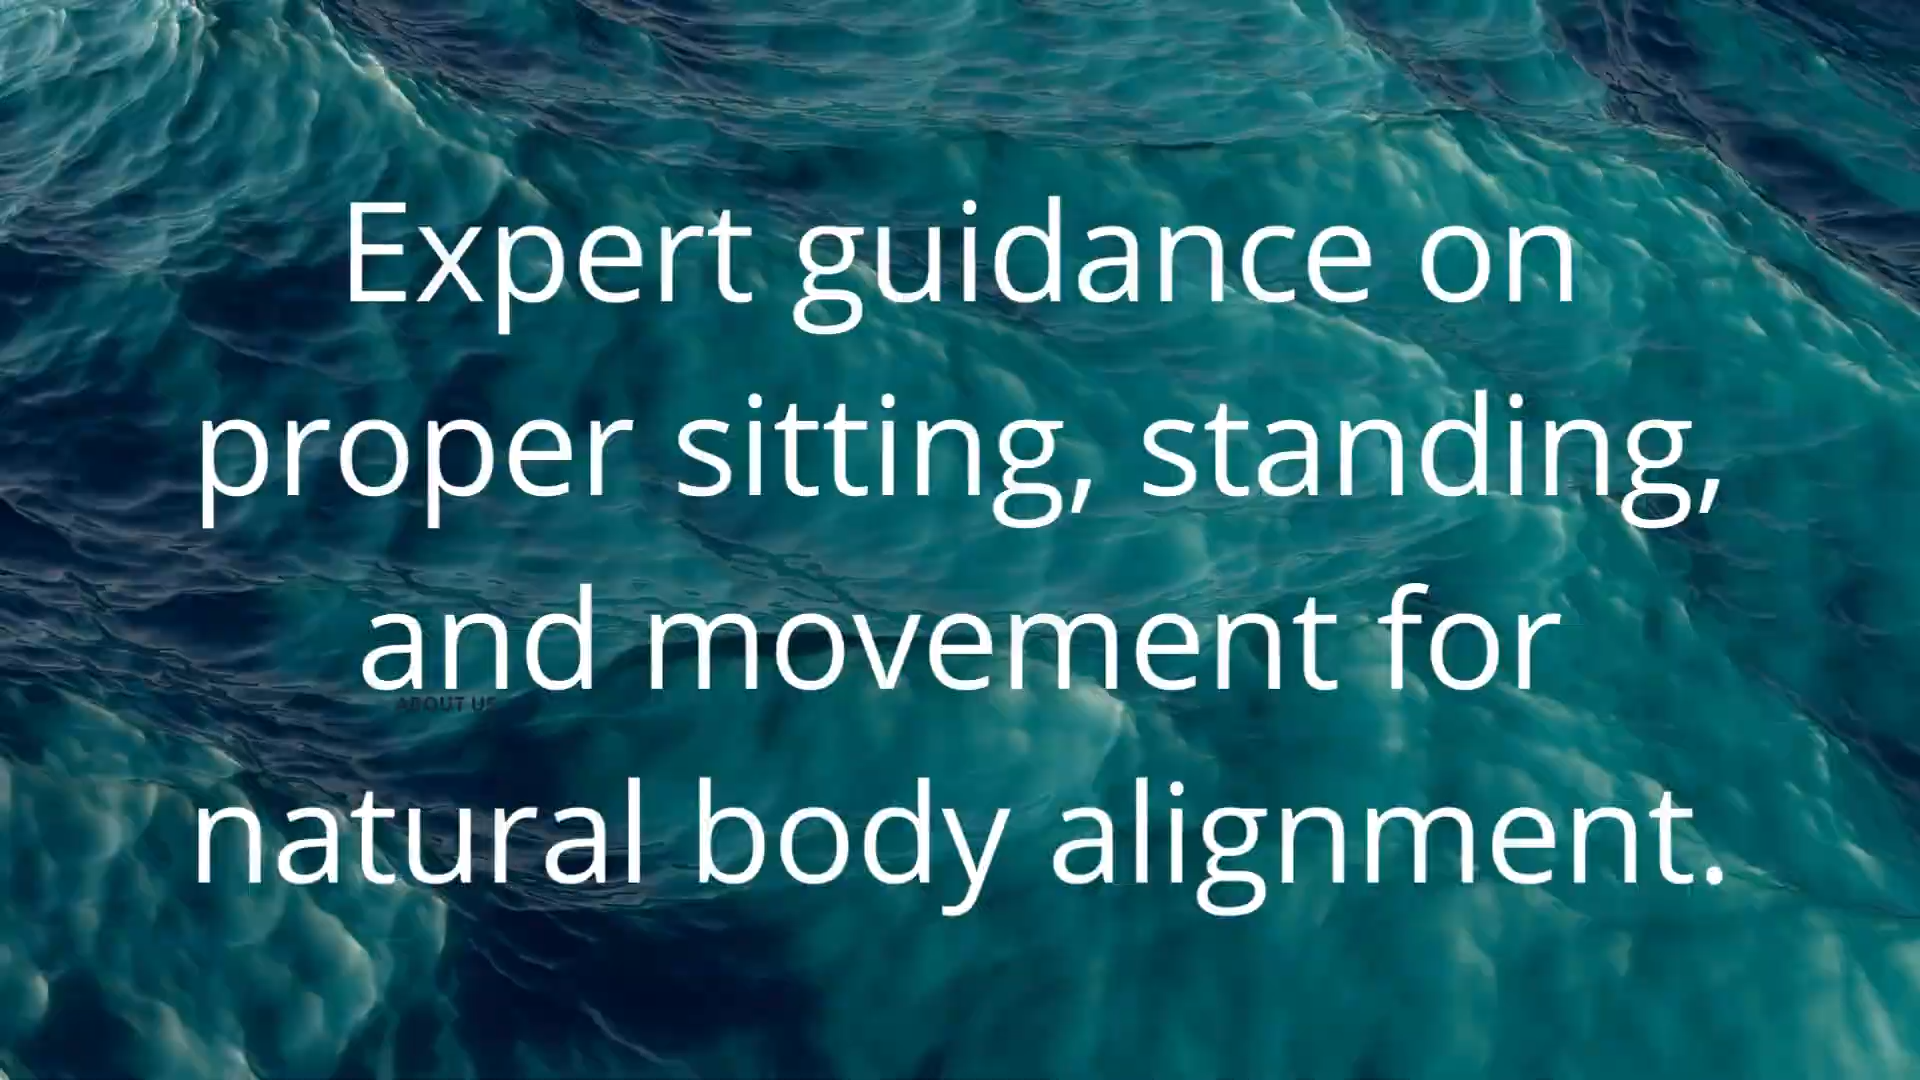 Expert guidance on
proper sitting, standing,
and movement for
ABOUT US
natural body alignment.